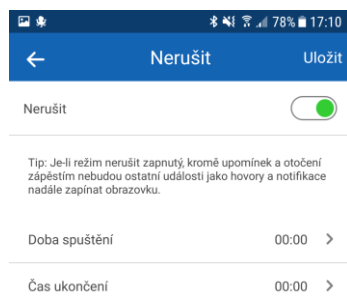 78% 17:10
Nerušit Uložit
Nerušit
Tip: Je-li režim nerušit zapnutý, kromě upomínek a otočení
zápěstím nebudou ostatní události jako hovory a notifikace
nadále zapínat obrazovku.
Doba spuštění 00:00
Čas ukončení 00:00